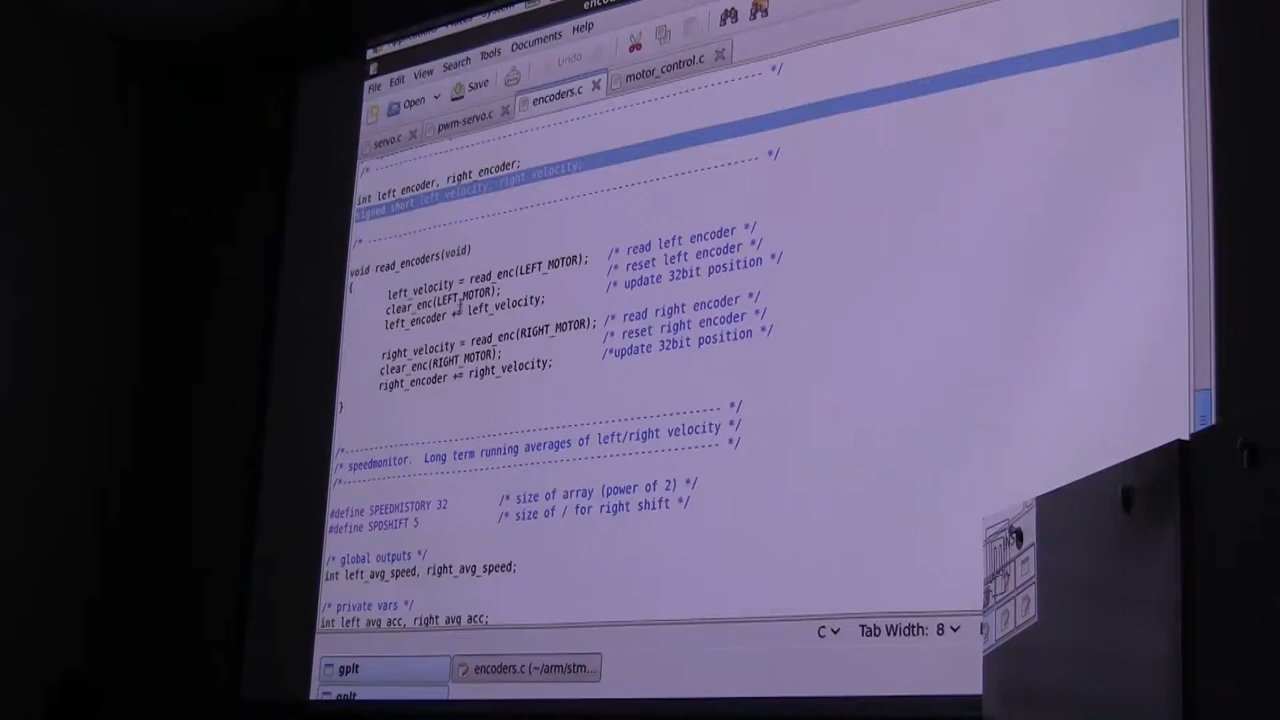 File Edit View Search Tools Documents Help
Open Save Undo
servo.c pwm-servo.c encoders.c motor_control.c
/* ------------------------------------------------ */
int left_encoder, right_encoder;
signed short left_velocity, right_velocity;
/* ------------------------------------------------ */
void read_encoders(void)
{
left_velocity = read_enc(LEFT_MOTOR); /* read left encoder */
clear_enc(LEFT_MOTOR); /* reset left encoder */
left_encoder += left_velocity; /* update 32bit position */
right_velocity = read_enc(RIGHT_MOTOR); /* read right encoder */
clear_enc(RIGHT_MOTOR); /* reset right encoder */
right_encoder += right_velocity; /*update 32bit position */
}
/*------------------------------------------------ */
/* speedmonitor. Long term running averages of left/right velocity */
/*------------------------------------------------ */
#define SPEEDHISTORY 32 /* size of array (power of 2) */
#define SPDSHIFT 5 /* size of / for right shift */
/* global outputs */
int left_avg_speed, right_avg_speed;
/* private vars */
int left_avg_acc, right_avg_acc;
C Tab Width: 8
gplt encoders.c (~/arm/stm...
gplt